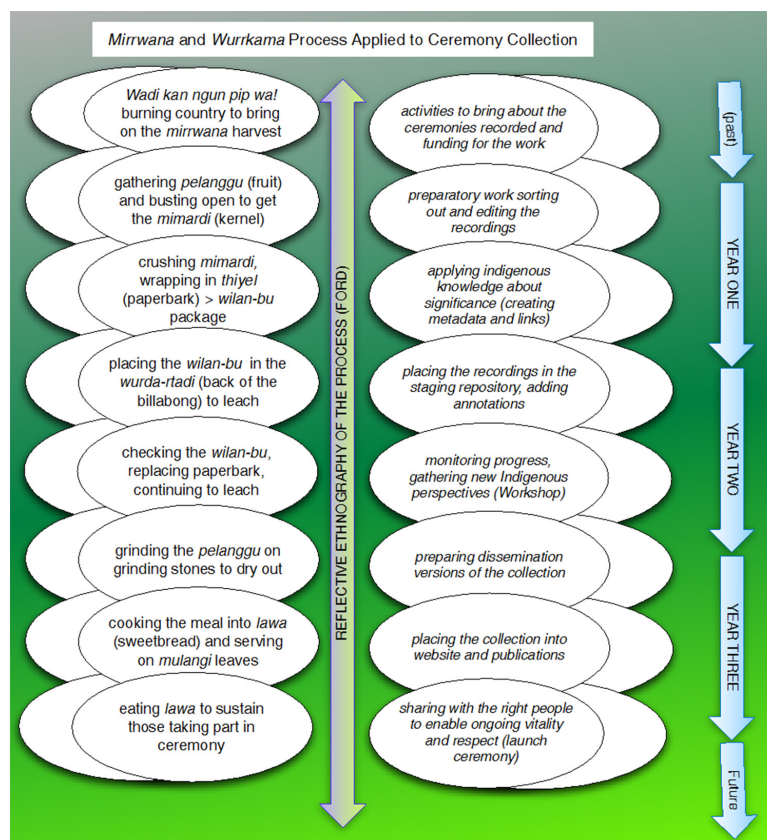 Mirrwana and Wurrkama Process Applied to Ceremony Collection
Wadi kan ngun pip wa!
burning country to bring
on the mirrwana harvest
gathering pelanggu (fruit)
and busting open to get
the mimardi (kernel)
crushing mimardi,
wrapping in thiyel
(paperbark) > wilan-bu
package
placing the wilan-bu in the
wurda-rtadi (back of the
billabong) to leach
checking the wilan-bu,
replacing paperbark,
continuing to leach
grinding the pelanggu on
grinding stones to dry out
cooking the meal into lawa
(sweetbread) and serving
on mulangi leaves
eating lawa to sustain
those taking part in
ceremony
REFLECTIVE ETHNOGRAPHY OF THE PROCESS (FORD)
activities to bring about the
ceremonies recorded and
funding for the work
preparatory work sorting
out and editing the
recordings
applying indigenous
knowledge about
significance (creating
metadata and links)
placing the recordings in the
staging repository, adding
annotations
monitoring progress,
gathering new Indigenous
perspectives (Workshop)
preparing dissemination
versions of the collection
placing the collection into
website and publications
sharing with the right people
to enable ongoing vitality
and respect (launch
ceremony)
(past)
YEAR ONE
YEAR TWO
YEAR THREE
Future